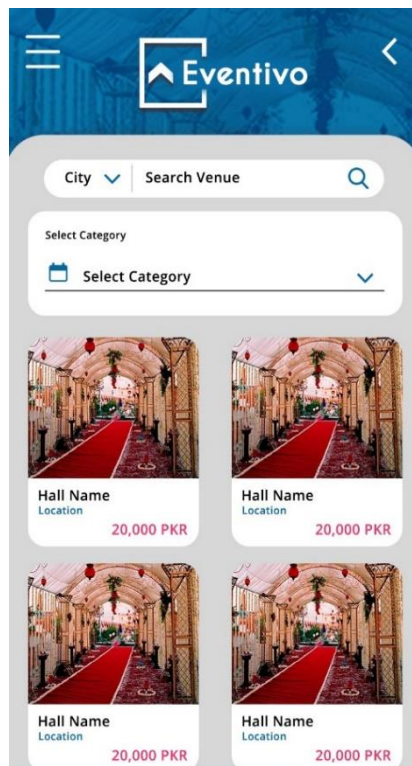 Eventivo
City Search Venue
Select Category
Select Category
Hall Name Hall Name
Location Location
20,000 PKR 20,000 PKR
Hall Name Hall Name
Location Location
20,000 PKR 20,000 PKR